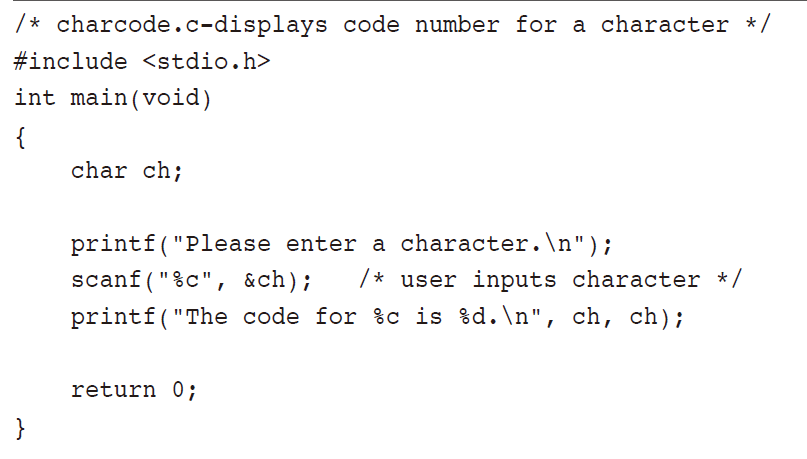 /* charcode.c-displays code number for a character */
#include <stdio.h>
int main(void)
{
    char ch;

    printf("Please enter a character.\n");
    scanf("%c", &ch);   /* user inputs character */
    printf("The code for %c is %d.\n", ch, ch);

    return 0;
}